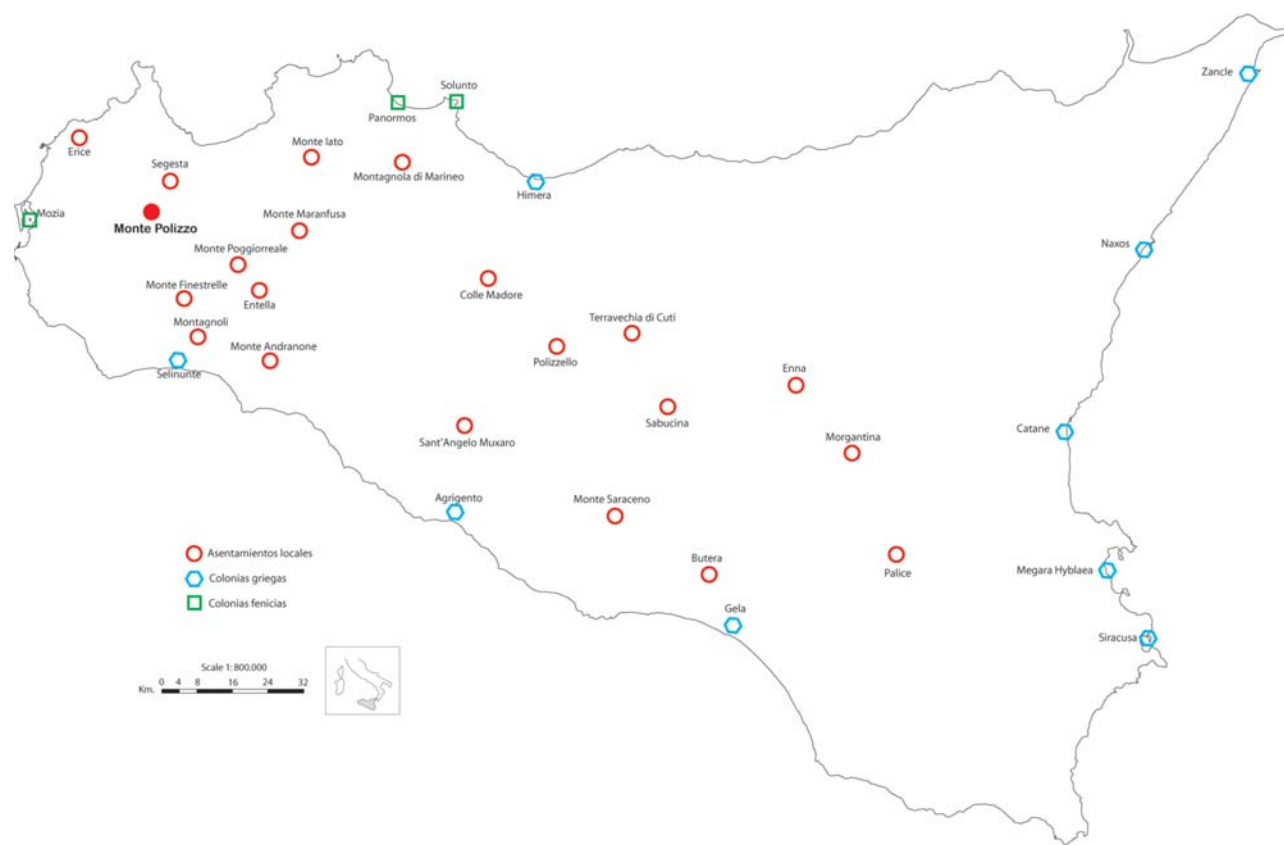 Zancle
Solunto
Panormos
Erice
Monte Iato
Segesta
Montagnola di Marineo
Himera
Mozia
Monte Polizzo
Monte Maranfusa
Naxos
Monte Poggiorreale
Monte Finestrelle
Entella
Colle Madore
Montagnoli
Terravechia di Cuti
Monte Andranone
Polizzello
Selinunte
Enna
Sabucina
Catane
Sant'Angelo Muxaro
Morgantina
Agrigento
Monte Saraceno
Asentamientos locales
Butera
Palice
Megara Hyblaea
Colonias griegas
Colonias fenicias
Gela
Siracusa
Scale 1:800.000
Km. 0 4 8 16 24 32